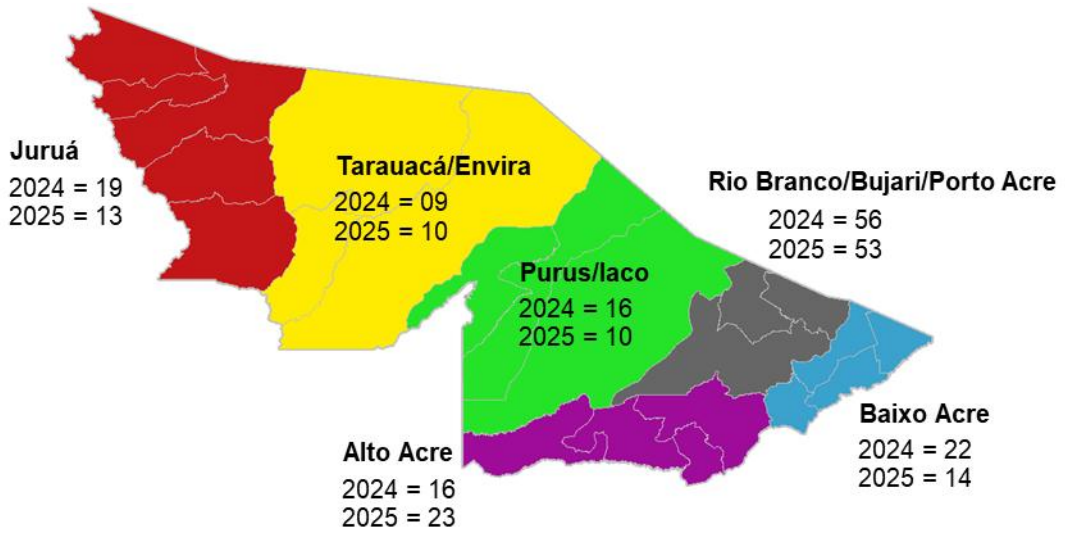 Juruá
2024 = 19
2025 = 13
Tarauacá/Envira
2024 = 09
2025 = 10
Rio Branco/Bujari/Porto Acre
2024 = 56
2025 = 53
Purus/Iaco
2024 = 16
2025 = 10
Baixo Acre
2024 = 22
2025 = 14
Alto Acre
2024 = 16
2025 = 23